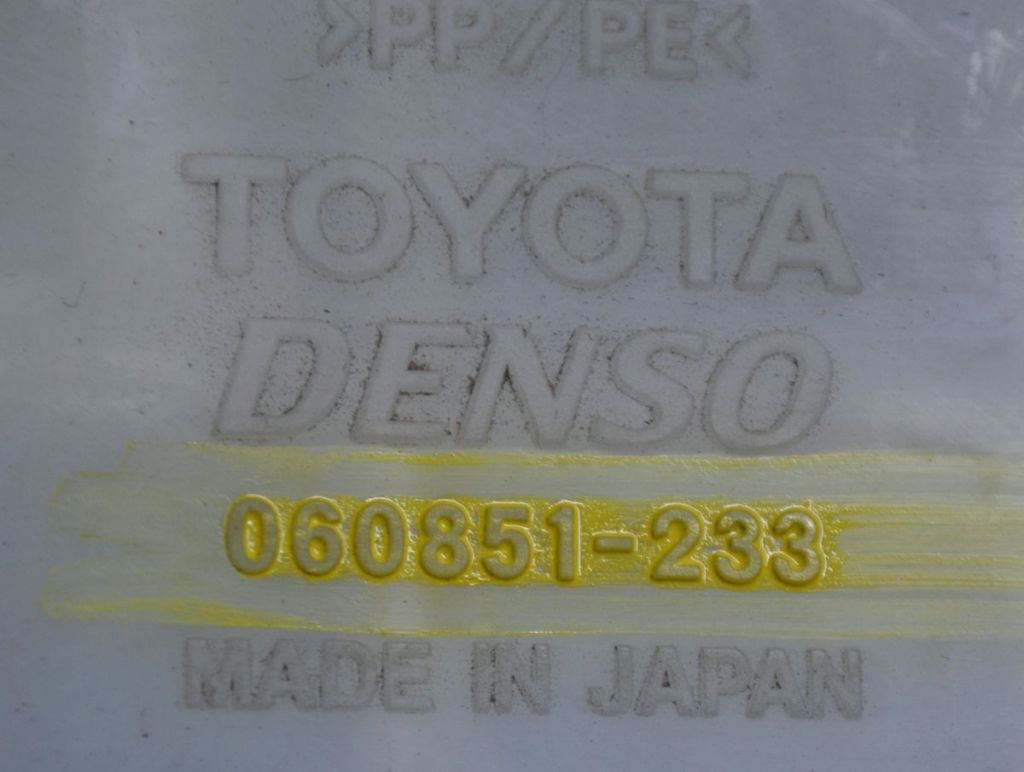 >PP/PE<
TOYOTA
DENSO
060851-233
MADE IN JAPAN